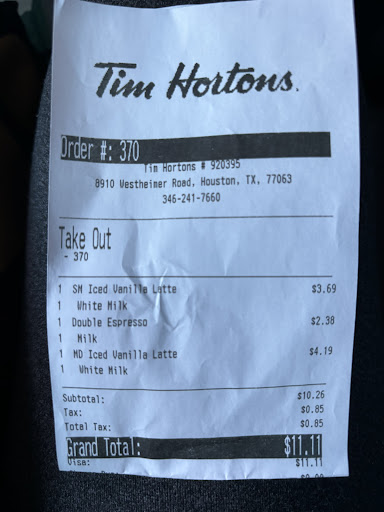 Tim Hortons.
Order #: 370
Tim Hortons # 920395
8910 Westheimer Road, Houston, TX, 77063
346-241-7660
Take Out
- 370
1 SM Iced Vanilla Latte $3.69
1 White Milk
1 Double Espresso $2.38
1 Milk
1 MD Iced Vanilla Latte $4.19
1 White Milk
Subtotal: $10.26
Tax: $0.85
Total Tax: $0.85
Grand Total: $11.11
Visa: $11.11